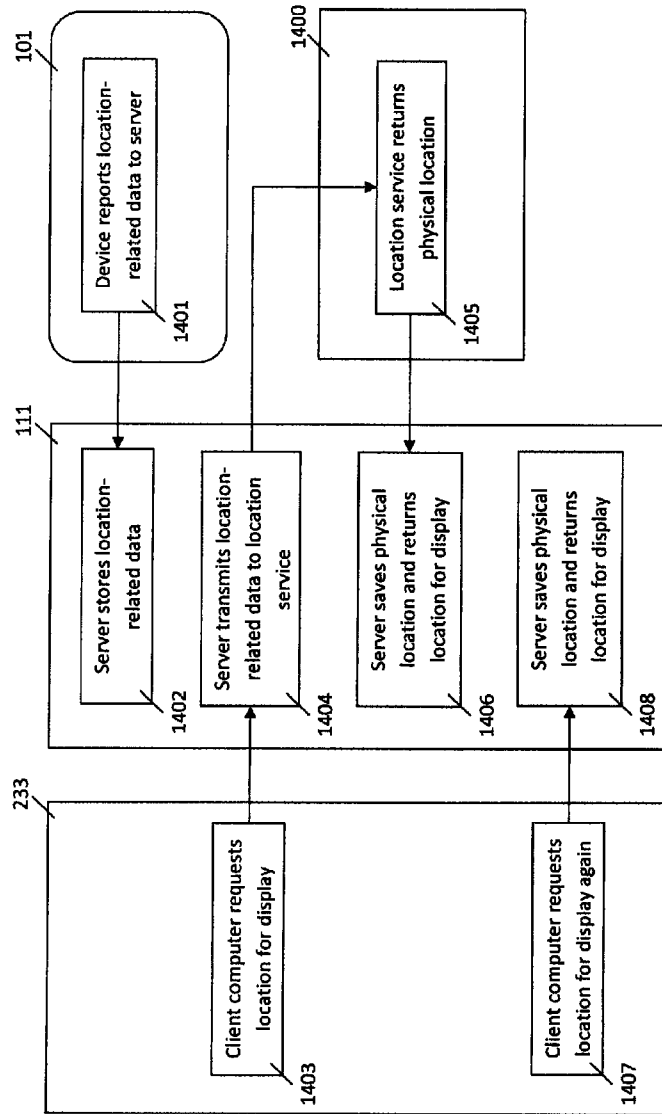 233
Client computer requests
location for display
1403
Client computer requests
location for display again
1407
111
Server stores location-
related data
1402
Server transmits location-
related data to location
service
1404
Server saves physical
location and returns
location for display
1406
Server saves physical
location and returns
location for display
1408
101
Device reports location-
related data to server
1401
1400
Location service returns
physical location
1405